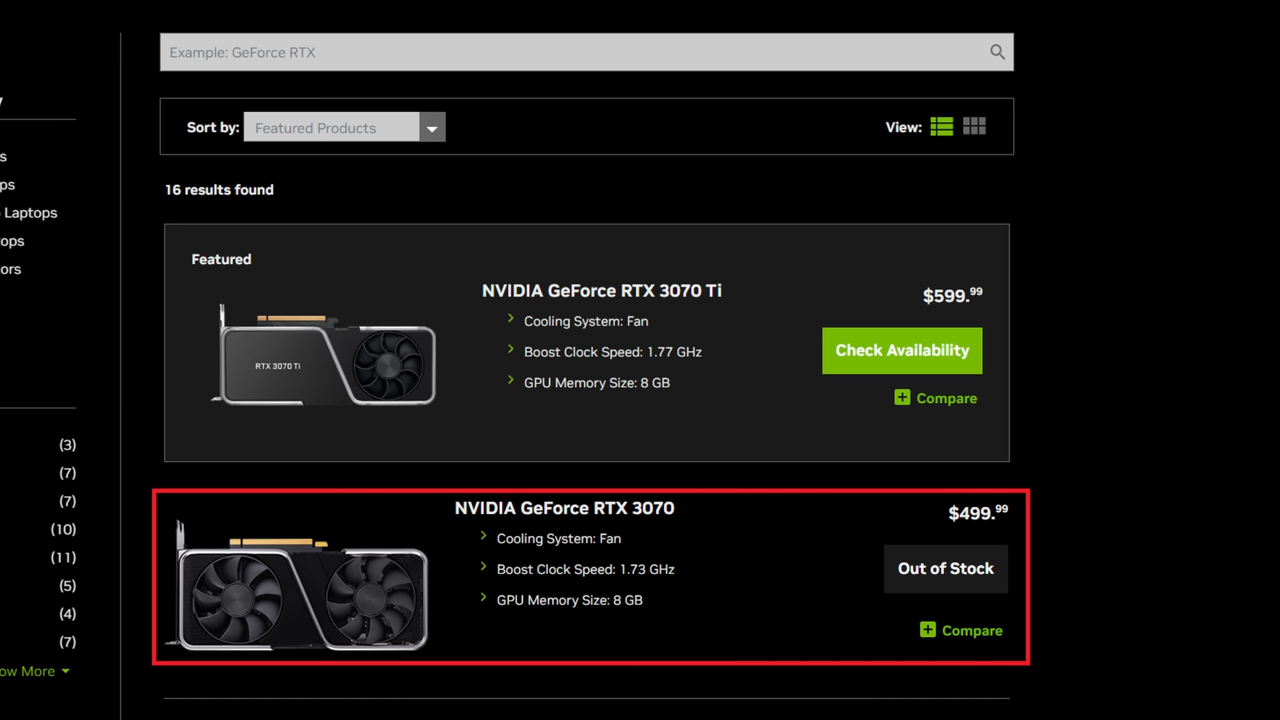 Example: GeForce RTX
Sort by: Featured Products
View:
16 results found
s
ps
Laptops
ops
ors
Featured
NVIDIA GeForce RTX 3070 Ti
$599.99
Cooling System: Fan
Boost Clock Speed: 1.77 GHz
Check Availability
GPU Memory Size: 8 GB
Compare
RTX 3070 Ti
(3)
(7)
(7)
(10)
(11)
(5)
(4)
(7)
ow More
NVIDIA GeForce RTX 3070
$499.99
Cooling System: Fan
Boost Clock Speed: 1.73 GHz
Out of Stock
GPU Memory Size: 8 GB
Compare